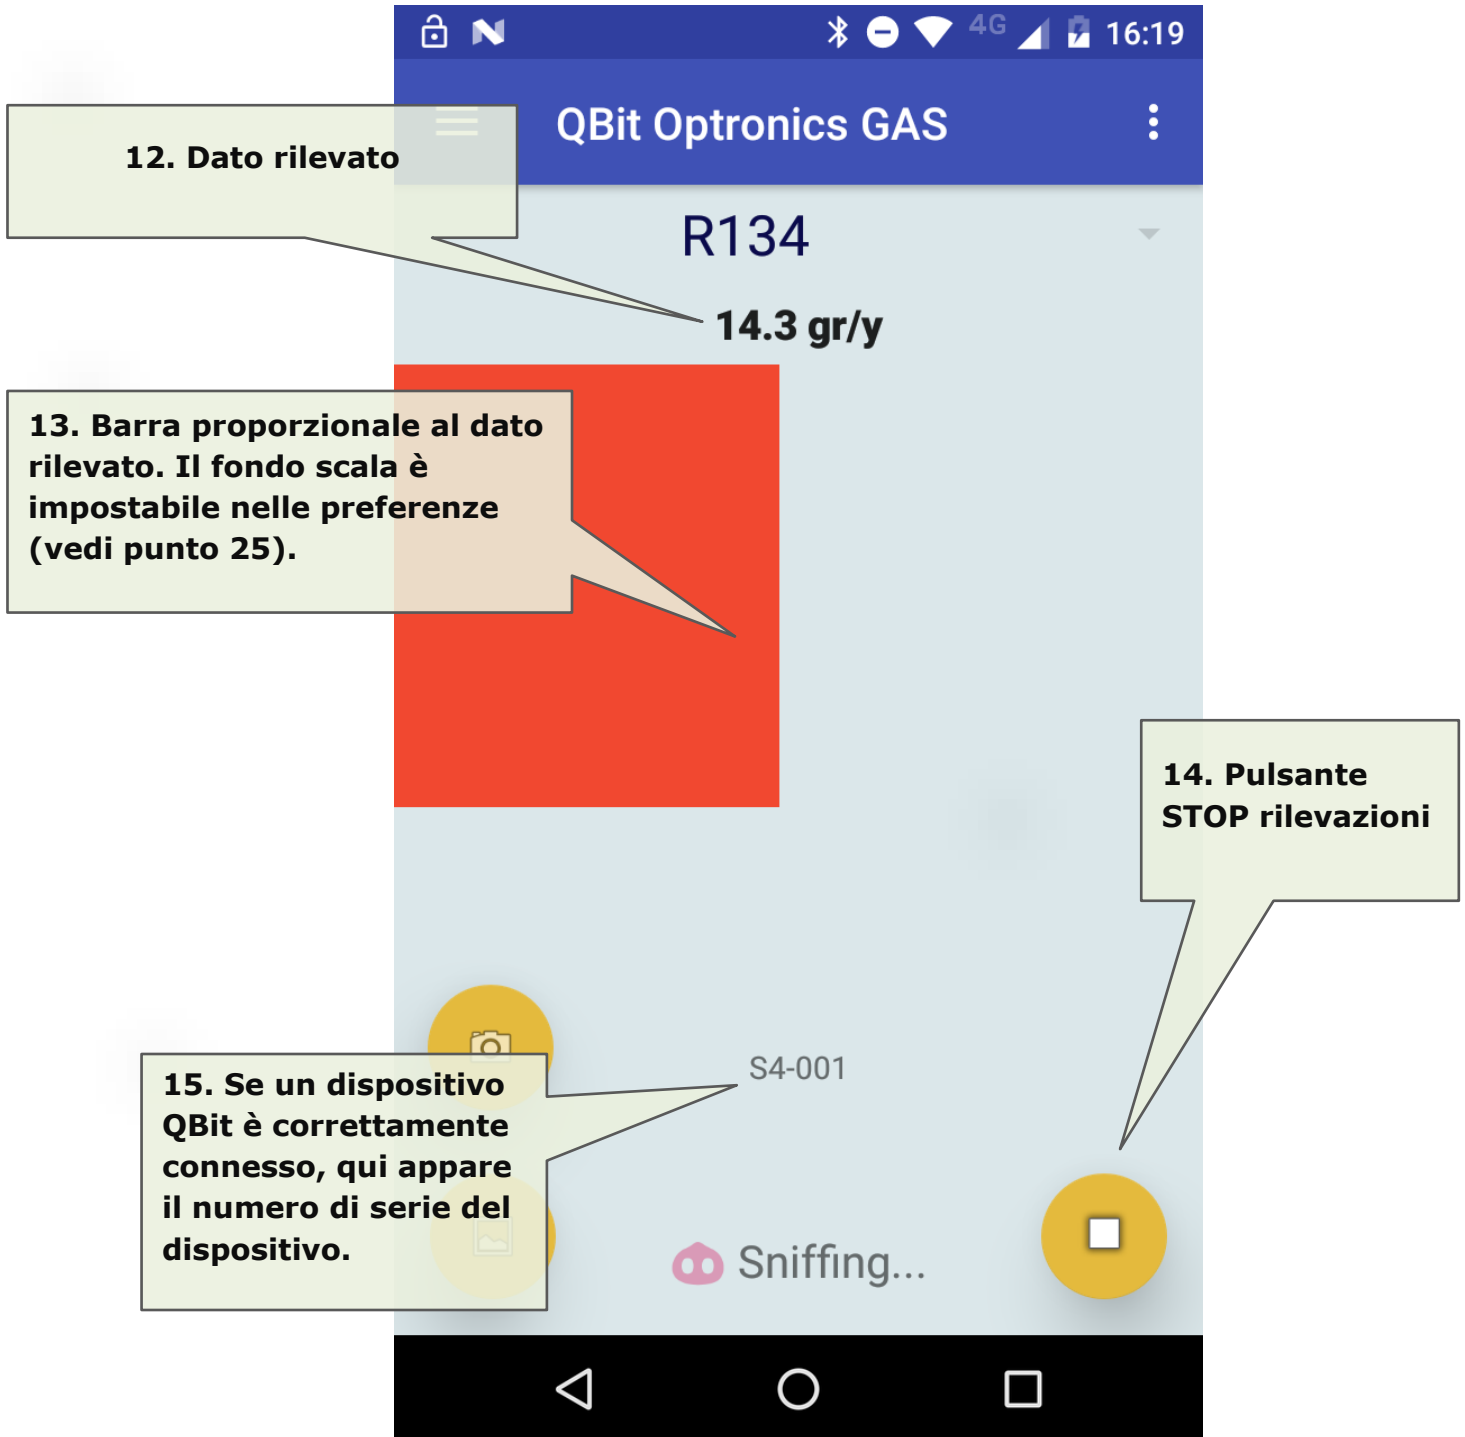 4G 16:19
QBit Optronics GAS
12. Dato rilevato
R134
14.3 gr/y
13. Barra proporzionale al dato
rilevato. Il fondo scala è
impostabile nelle preferenze
(vedi punto 25).
14. Pulsante
STOP rilevazioni
S4-001
15. Se un dispositivo
QBit è correttamente
connesso, qui appare
il numero di serie del
dispositivo.
Sniffing...